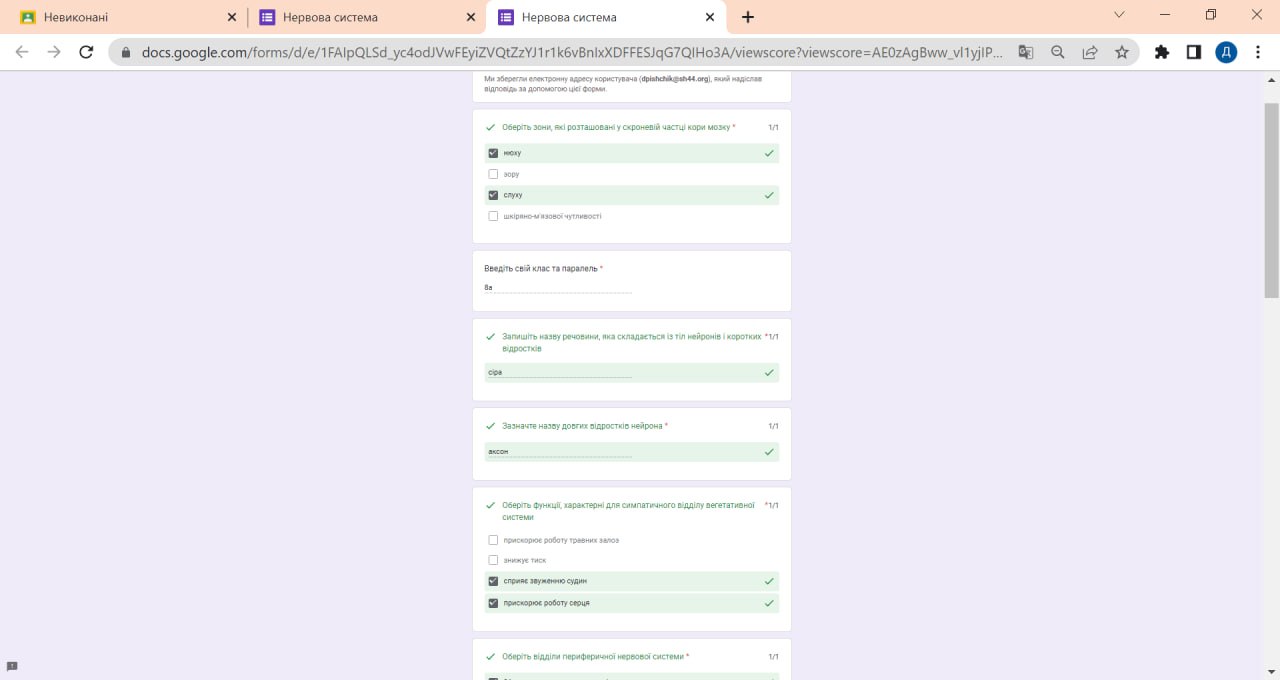 Невиконані
Нервова система
Нервова система
docs.google.com/forms/d/e/1FAIpQLSd_yc4odJVwFEyiZVQtZzYJ1r1k6vBnIxXDFFESJqG7QIHo3A/viewscore?viewscore=AE0zAgBww_vl1yjlP...
Д
Ми зберегли електронну адресу користувача (dpishchik@sh44.org), який надіслав
відповідь за допомогою цієї форми.
Оберіть зони, які розташовані у скроневій частці кори мозку * 1/1
нюху
зору
слуху
шкіряно-м'язової чутливості
Введіть свій клас та паралель *
8а
Запишіть назву речовини, яка складається із тіл нейронів і коротких * 1/1
відростків
сіра
Зазначте назву довгих відростків нейрона * 1/1
аксон
Оберіть функції, характерні для симпатичного відділу вегетативної * 1/1
системи
прискорює роботу травних залоз
знижує тиск
сприяє звуженню судин
прискорює роботу серця
Оберіть відділи периферичної нервової системи * 1/1